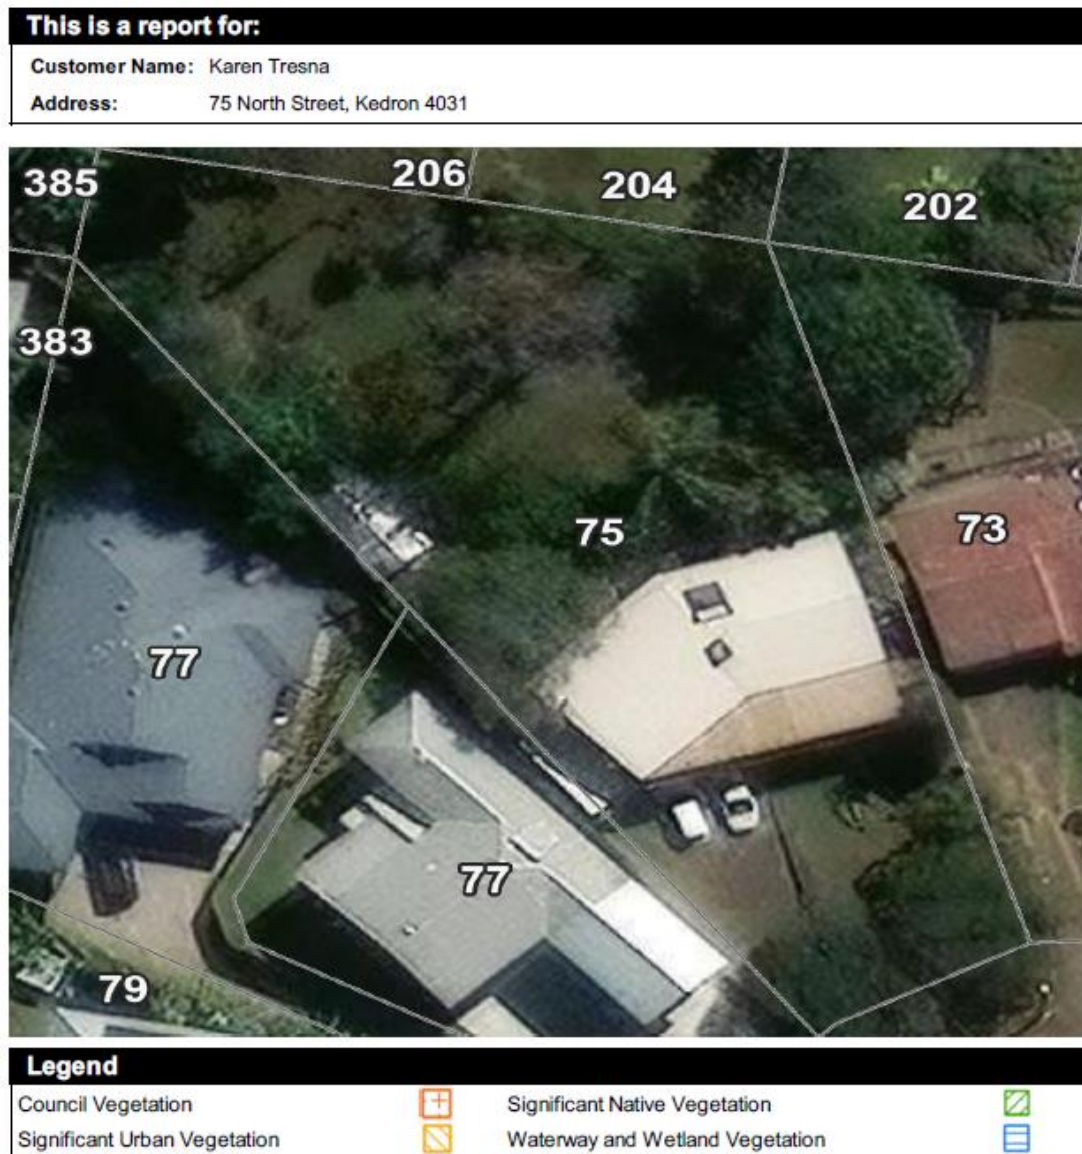 This is a report for:
Customer Name: Karen Tresna
Address: 75 North Street, Kedron 4031
385
206
204
202
383
75
73
77
77
79
Legend
Council Vegetation
Significant Native Vegetation
Significant Urban Vegetation
Waterway and Wetland Vegetation